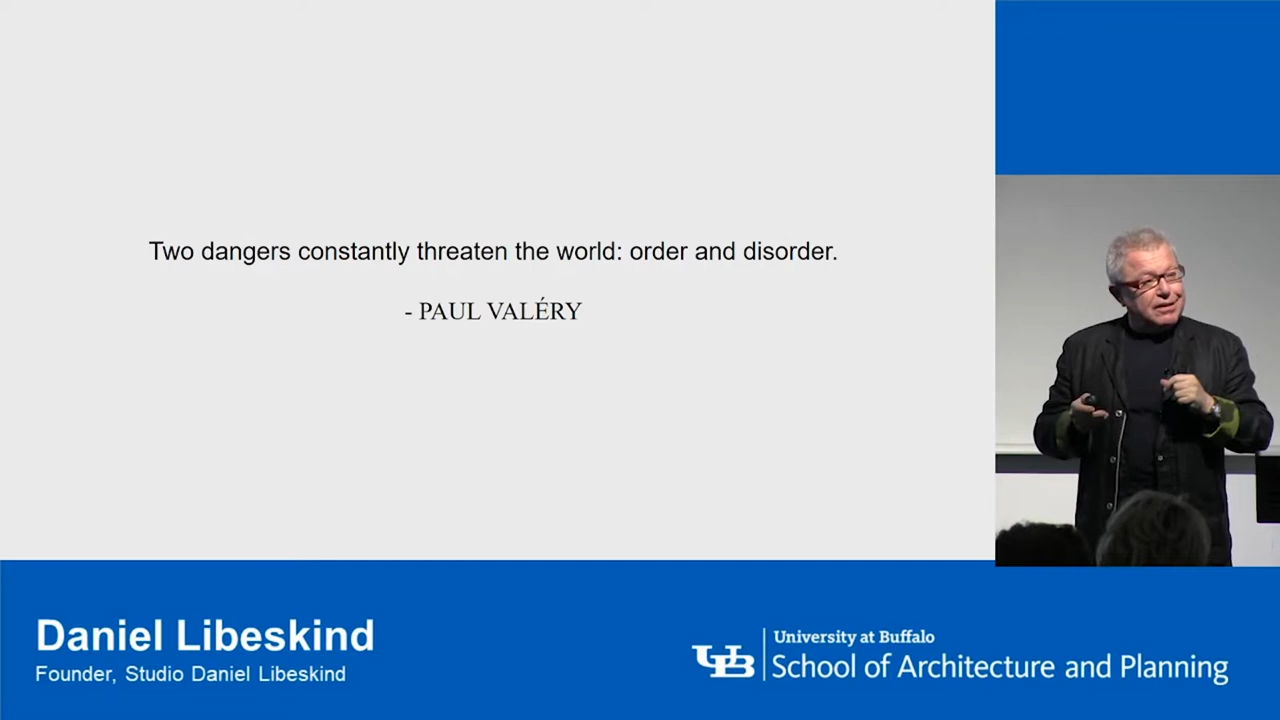 Two dangers constantly threaten the world: order and disorder.
- PAUL VALÉRY
Daniel Libeskind
Founder, Studio Daniel Libeskind
UB
University at Buffalo
School of Architecture and Planning